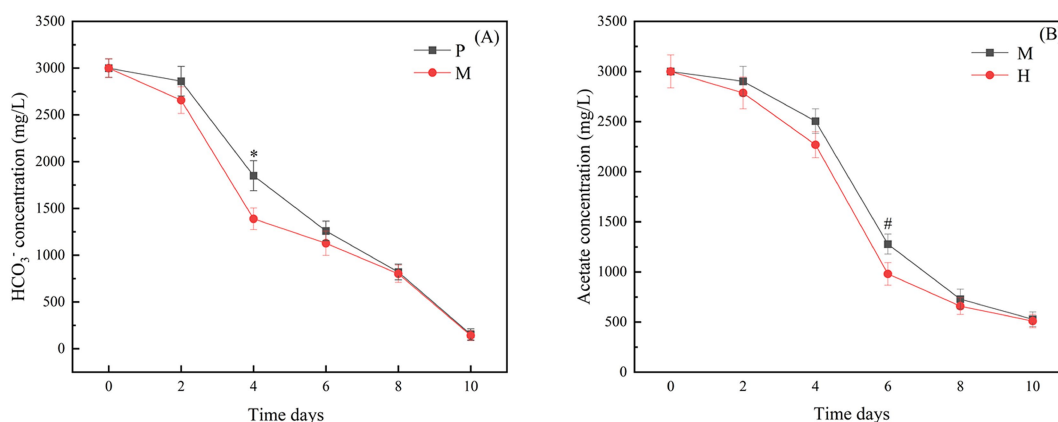 (A)
P
M
HCO₃⁻ concentration (mg/L)
3500
3000
2500
2000
1500
1000
500
0
*
0 2 4 6 8 10
Time days
(B)
M
H
Acetate concentration (mg/L)
3500
3000
2500
2000
1500
1000
500
0
#
0 2 4 6 8 10
Time days